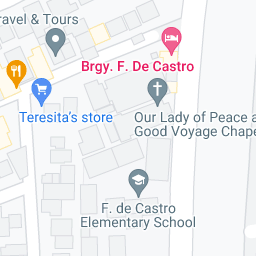 ravel & Tours
Brgy. F. De Castro
Teresita's store
Our Lady of Peace a
Good Voyage Chape
F. de Castro
Elementary School